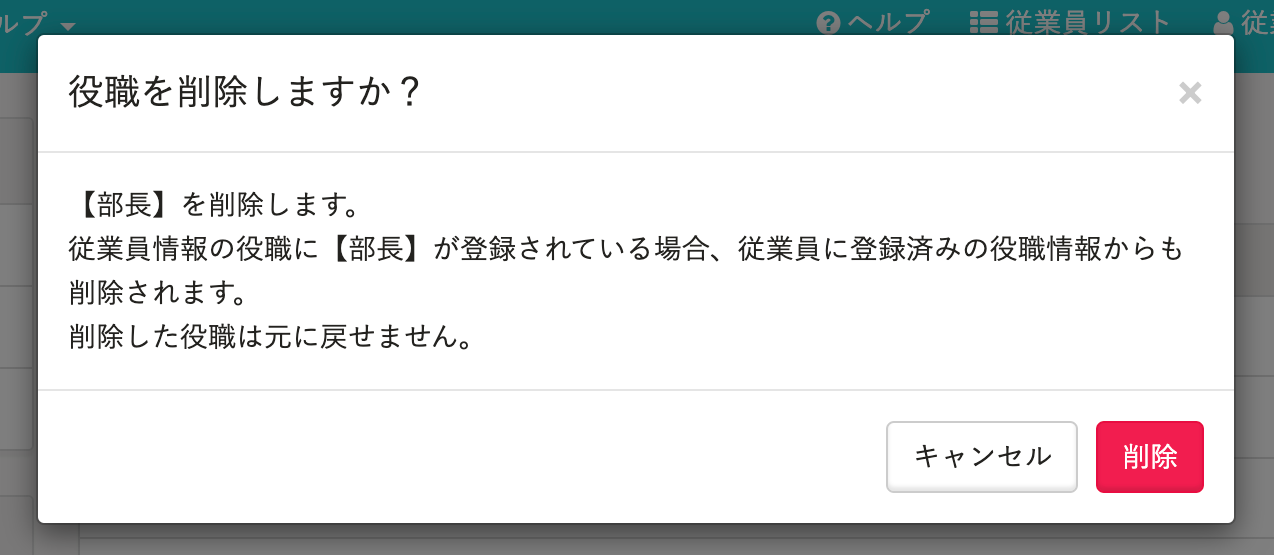 ルプ
ヘルプ 従業員リスト 従
役職を削除しますか？
×
【部長】を削除します。
従業員情報の役職に【部長】が登録されている場合、従業員に登録済みの役職情報からも
削除されます。
削除した役職は元に戻せません。
キャンセル 削除